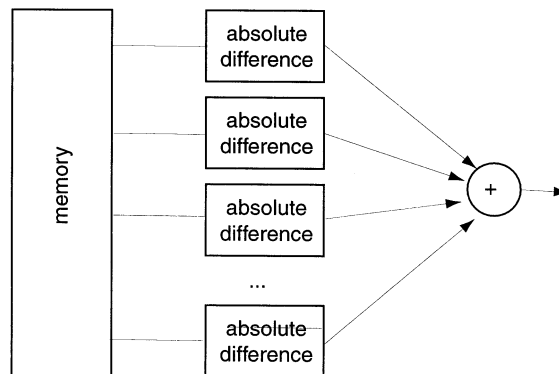 memory
absolute
difference
absolute
difference
absolute
difference
...
absolute
difference
+